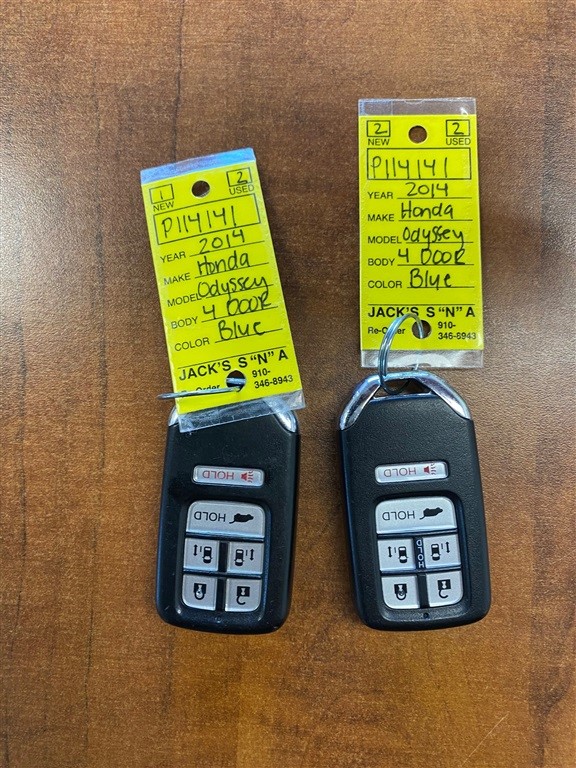 1 2
NEW USED
P114141
YEAR 2014
MAKE Honda
MODEL Odyssey
BODY 4 DOOR
COLOR Blue
JACK'S S "N" A
Order 910-
346-8943
HOLD
HOLD
2 2
NEW USED
P114141
YEAR 2014
MAKE Honda
MODEL Odyssey
BODY 4 DOOR
COLOR Blue
JACK'S S "N" A
Re-Order 910-
346-8943
HOLD
HOLD
HOLD